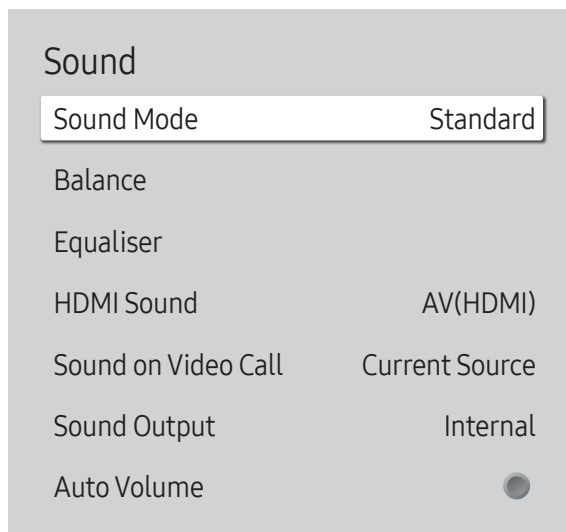 Sound
Sound Mode Standard
Balance
Equaliser
HDMI Sound AV(HDMI)
Sound on Video Call Current Source
Sound Output Internal
Auto Volume